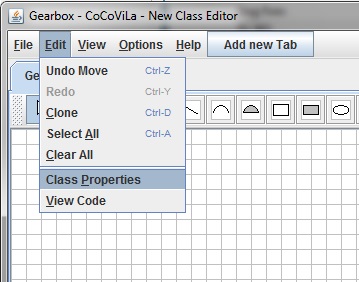 Gearbox - CoCoViLa - New Class Editor
File Edit View Options Help Add new Tab
Ge
Undo Move Ctrl-Z
Redo Ctrl-Y
Clone Ctrl-D
Select All Ctrl-A
Clear All
Class Properties
View Code